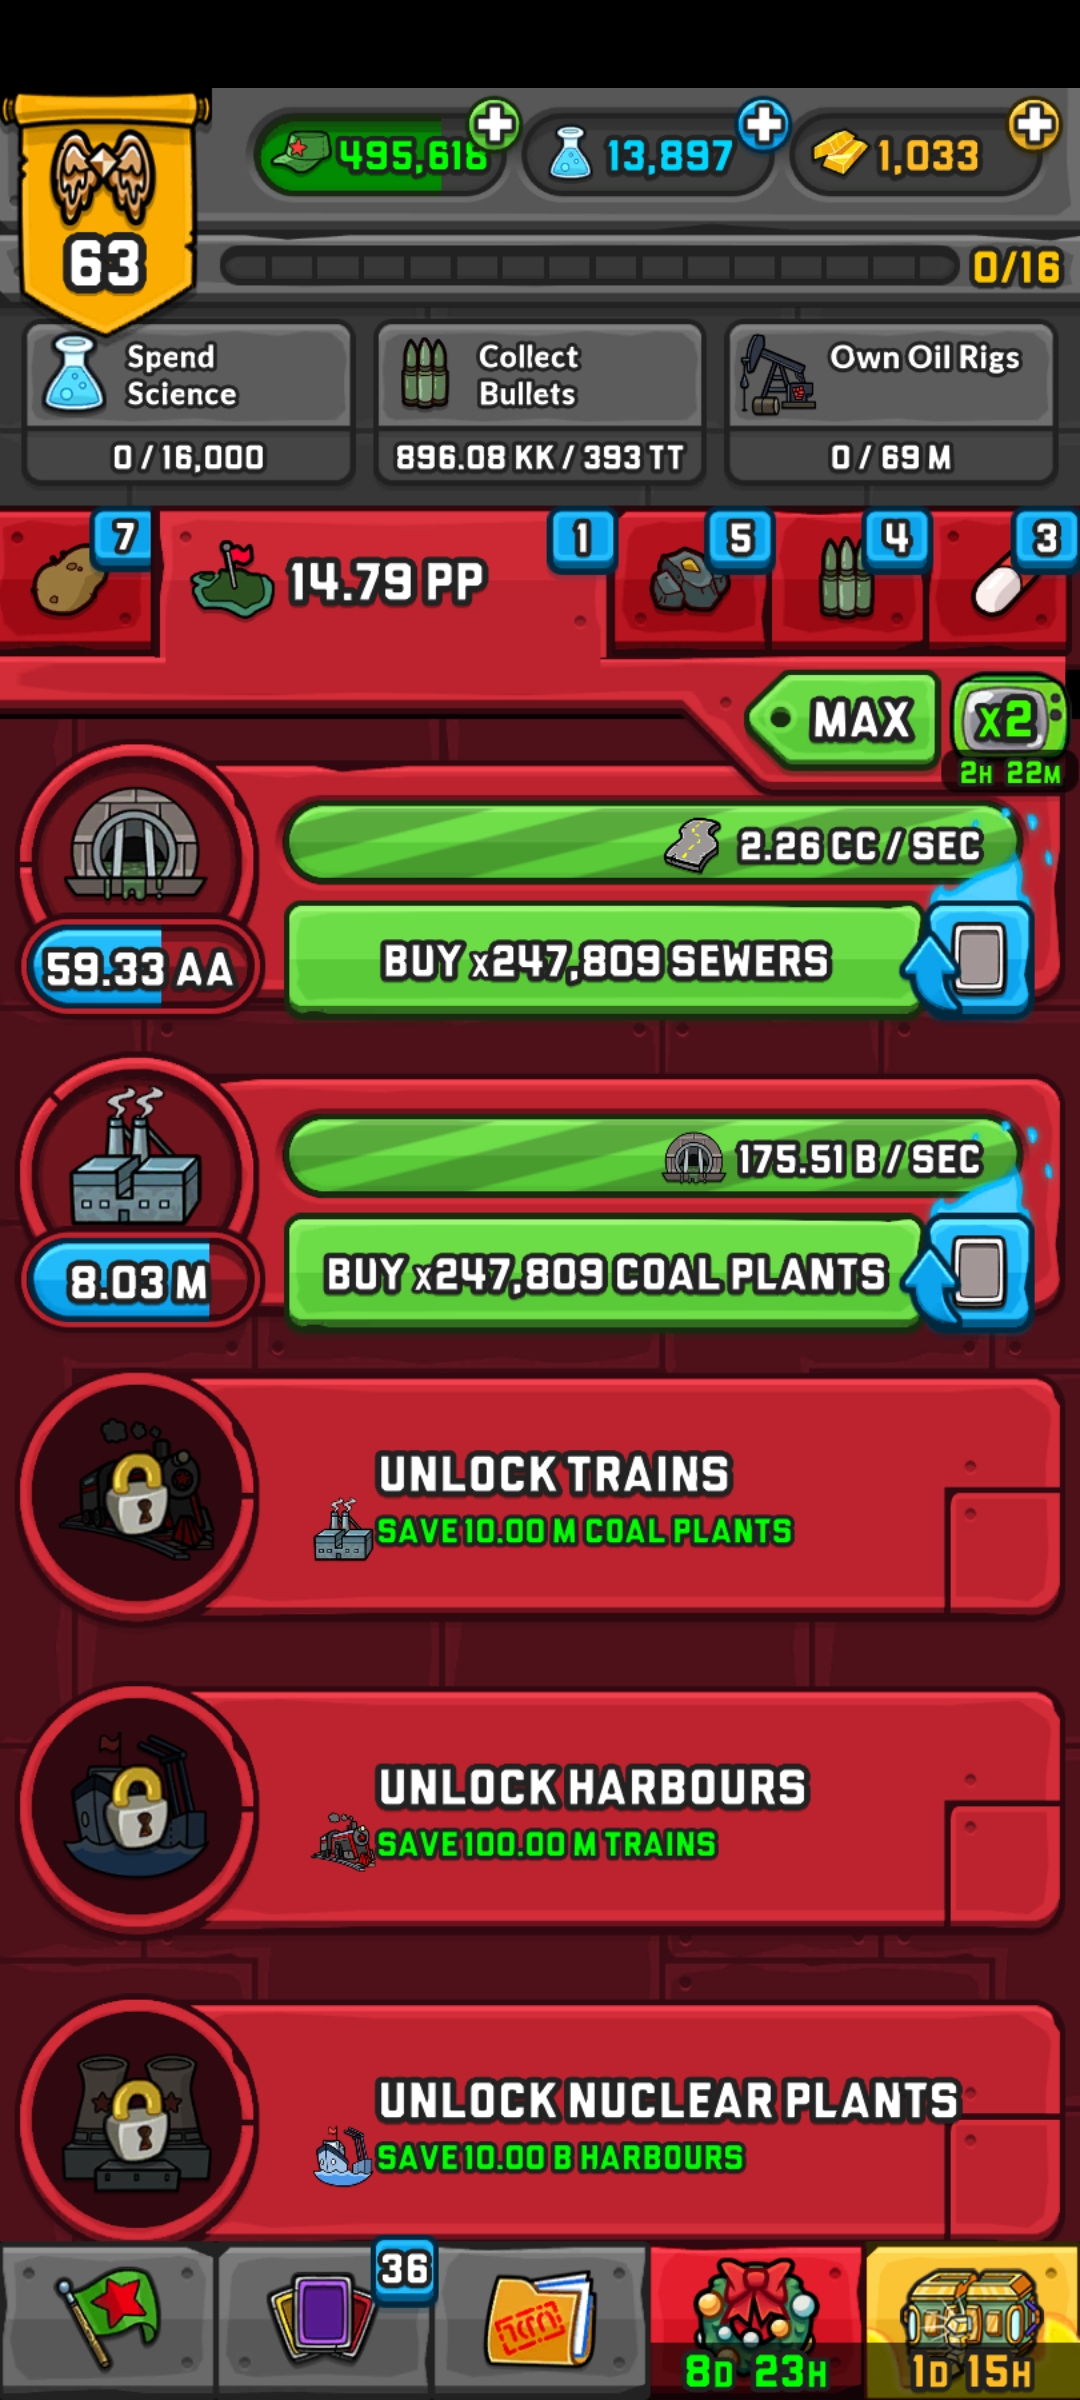 495,618
13,897
1,033
63
0/16
Spend
Science
0 / 16,000
Collect
Bullets
896.08 KK / 393 TT
Own Oil Rigs
0 / 69 M
7
14.79 PP
1
5
4
3
MAX
x2
2H 22M
2.26 CC / SEC
59.33 AA
BUY x247,809 SEWERS
175.51 B / SEC
8.03 M
BUY x247,809 COAL PLANTS
UNLOCK TRAINS
SAVE 10.00 M COAL PLANTS
UNLOCK HARBOURS
SAVE 100.00 M TRAINS
UNLOCK NUCLEAR PLANTS
SAVE 10.00 B HARBOURS
36
8D 23H
1D 15H